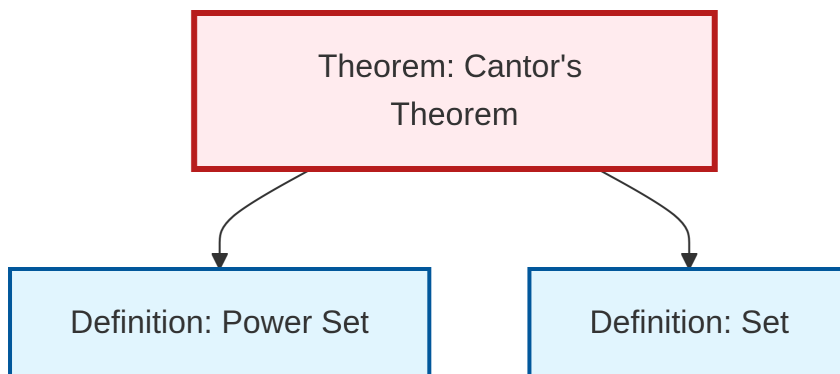 Theorem: Cantor's
Theorem
Definition: Power Set
Definition: Set